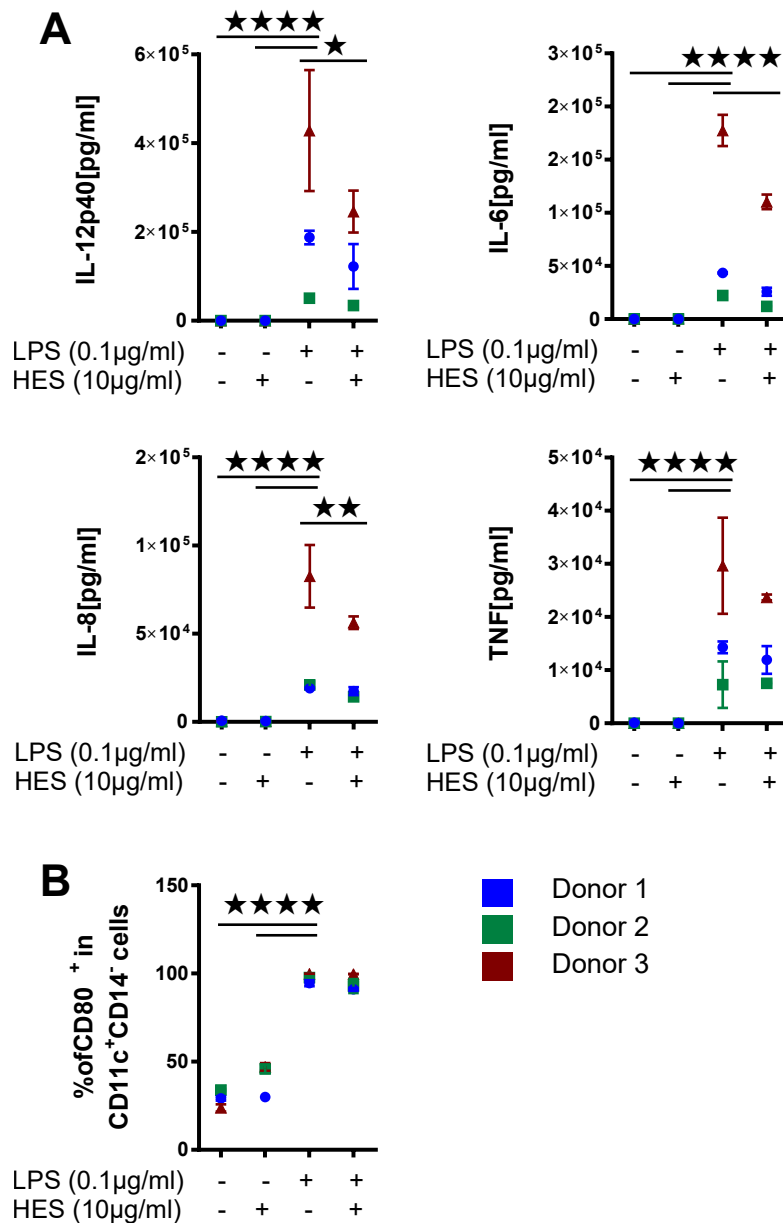 A
★★★★
★
6×10⁵
4×10⁵
2×10⁵
0
IL-12p40[pg/ml]
LPS (0.1µg/ml) - - + +
HES (10µg/ml) - + - +
★★★★
3×10⁵
2×10⁵
2×10⁵
1×10⁵
5×10⁴
0
IL-6[pg/ml]
LPS (0.1µg/ml) - - + +
HES (10µg/ml) - + - +
★★★★
★★
2×10⁵
1×10⁵
5×10⁴
0
IL-8[pg/ml]
LPS (0.1µg/ml) - - + +
HES (10µg/ml) - + - +
★★★★
5×10⁴
4×10⁴
3×10⁴
2×10⁴
1×10⁴
0
TNF[pg/ml]
LPS (0.1µg/ml) - - + +
HES (10µg/ml) - + - +
B
★★★★
150
100
50
0
%ofCD80⁺ in
CD11c⁺CD14⁻ cells
LPS (0.1µg/ml) - - + +
HES (10µg/ml) - + - +
Donor 1
Donor 2
Donor 3